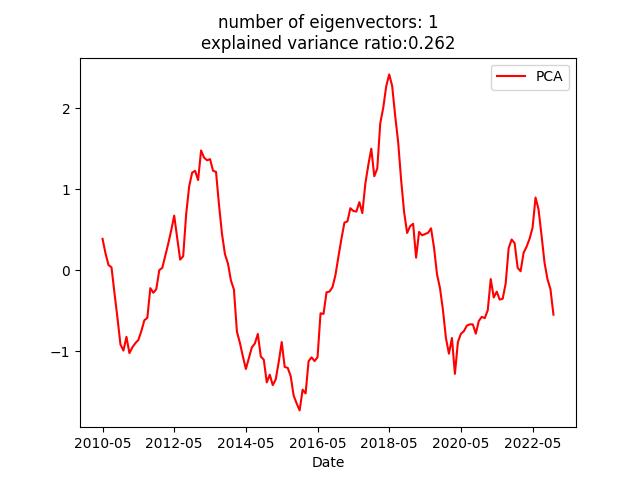 number of eigenvectors: 1
explained variance ratio:0.262
PCA
2
1
0
−1
2010-05 2012-05 2014-05 2016-05 2018-05 2020-05 2022-05
Date